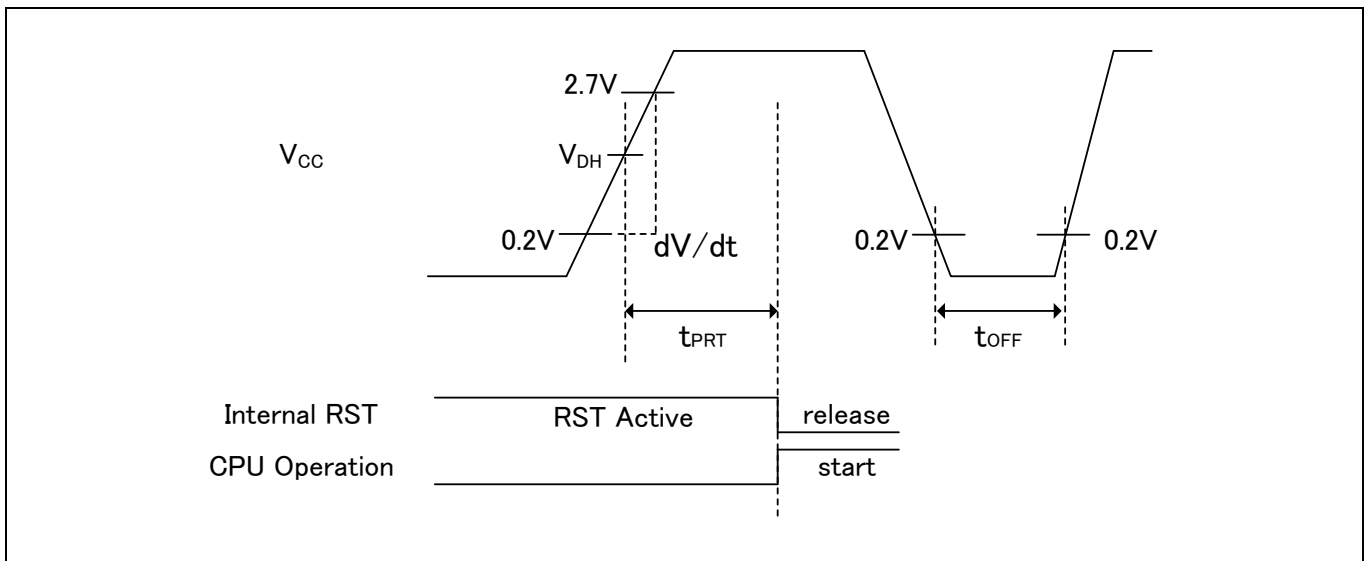 2.7V
VCC
VDH
0.2V
dV/dt
0.2V
0.2V
tPRT
tOFF
Internal RST
RST Active
release
CPU Operation
start